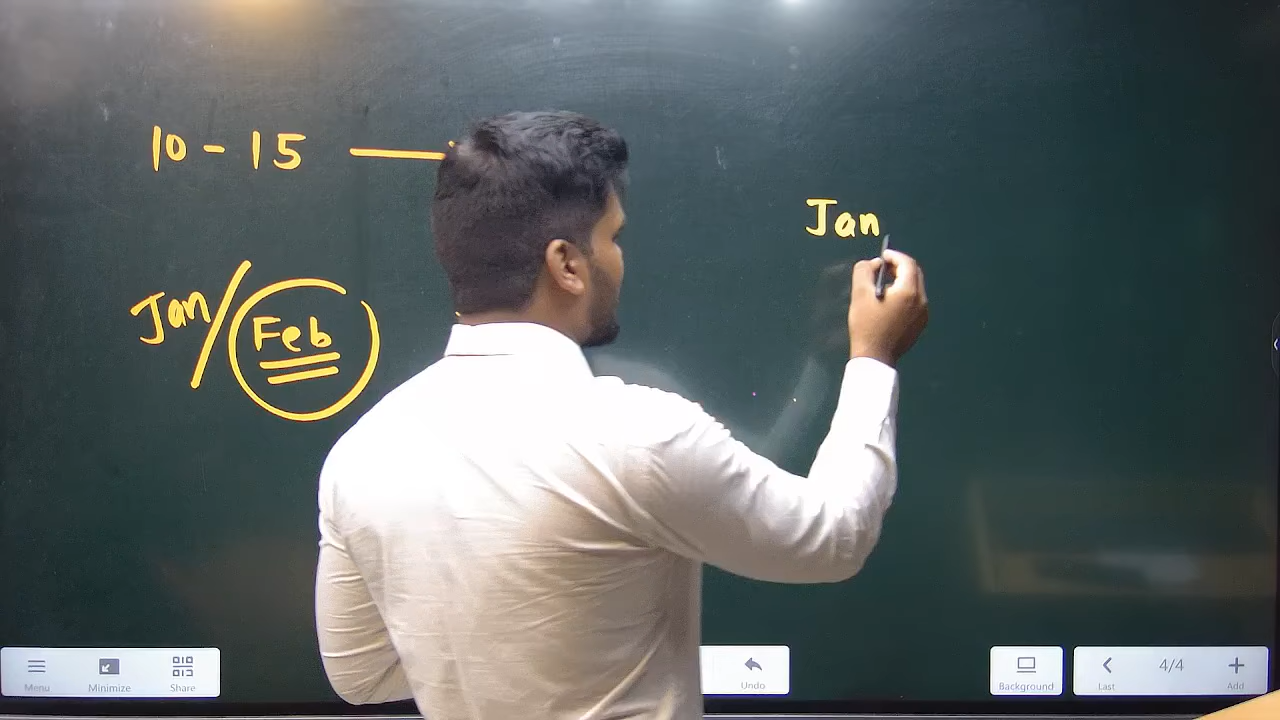 10 - 15 —
Jan
Jan/Feb
Menu
Minimize
Share
Undo
Background
Last
4/4
Add